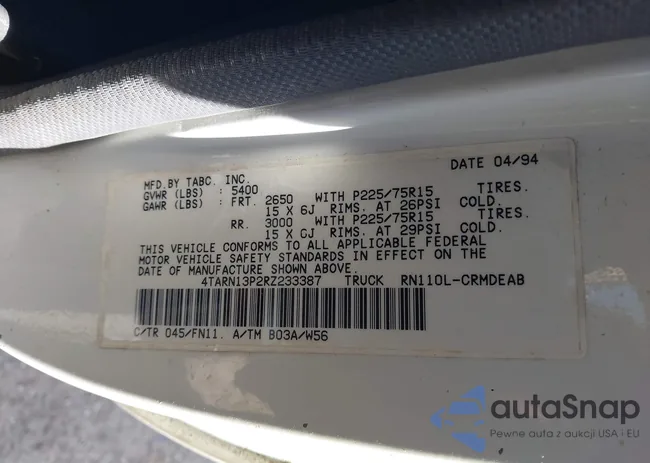 DATE 04/94
MFD.BY TABC. INC.
GVWR (LBS) : 5400
GAWR (LBS) : FRT. 2650 WITH P225/75R15 TIRES.
15 X 6J RIMS. AT 26PSI COLD.
RR. 3000 WITH P225/75R15 TIRES.
15 X 6J RIMS. AT 29PSI COLD.
THIS VEHICLE CONFORMS TO ALL APPLICABLE FEDERAL
MOTOR VEHICLE SAFETY STANDARDS IN EFFECT ON THE
DATE OF MANUFACTURE SHOWN ABOVE.
4TARN13P2RZ233387 TRUCK RN110L-CRMDEAB
C/TR 045/FN11. A/TM B03A/W56
autaSnap
Pewne auta z aukcji USA i EU